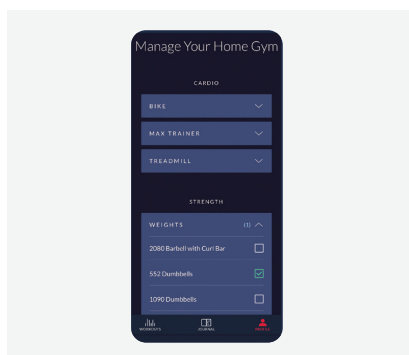 Manage Your Home Gym
CARDIO
BIKE
MAX TRAINER
TREADMILL
STRENGTH
WEIGHTS (1)
2080 Barbell with Curl Bar
552 Dumbbells
1090 Dumbbells
WORKOUTS JOURNAL PROFILE